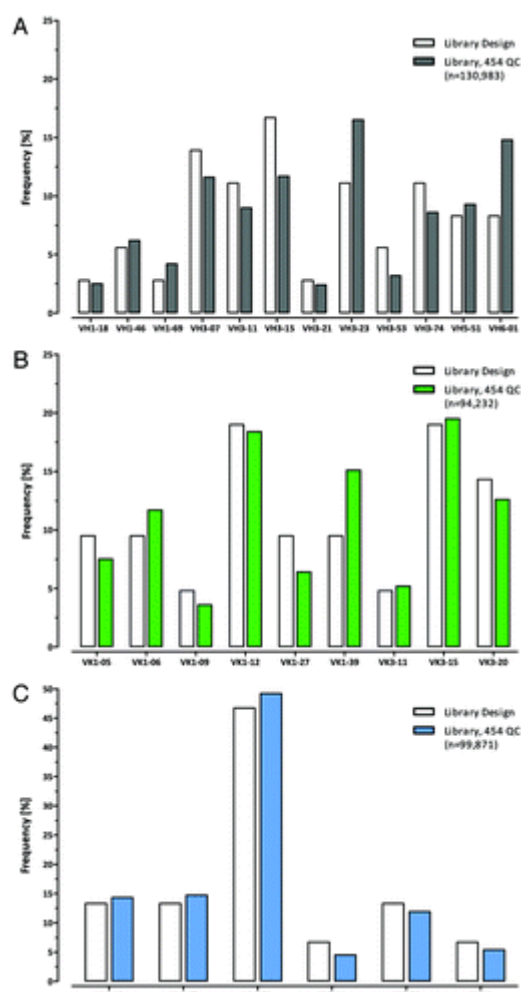 A
25
20
15
10
5
0
Frequency [%]
Library Design
Library, 454 QC
(n=130,983)
VH1-18 VH1-46 VH1-69 VH3-07 VH3-11 VH3-15 VH3-21 VH3-23 VH3-53 VH3-74 VH5-51 VH6-01
B
25
20
15
10
5
0
Frequency [%]
Library Design
Library, 454 QC
(n=94,232)
VK1-05 VK1-06 VK1-09 VK1-12 VK1-27 VK1-39 VK3-11 VK3-15 VK3-20
C
50
45
40
35
30
25
20
15
10
5
0
Frequency [%]
Library Design
Library, 454 QC
(n=99,871)